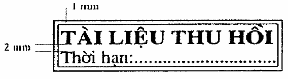 1 mm
2 mm
TÀI LIỆU THU HỒI
Thời hạn:..............................